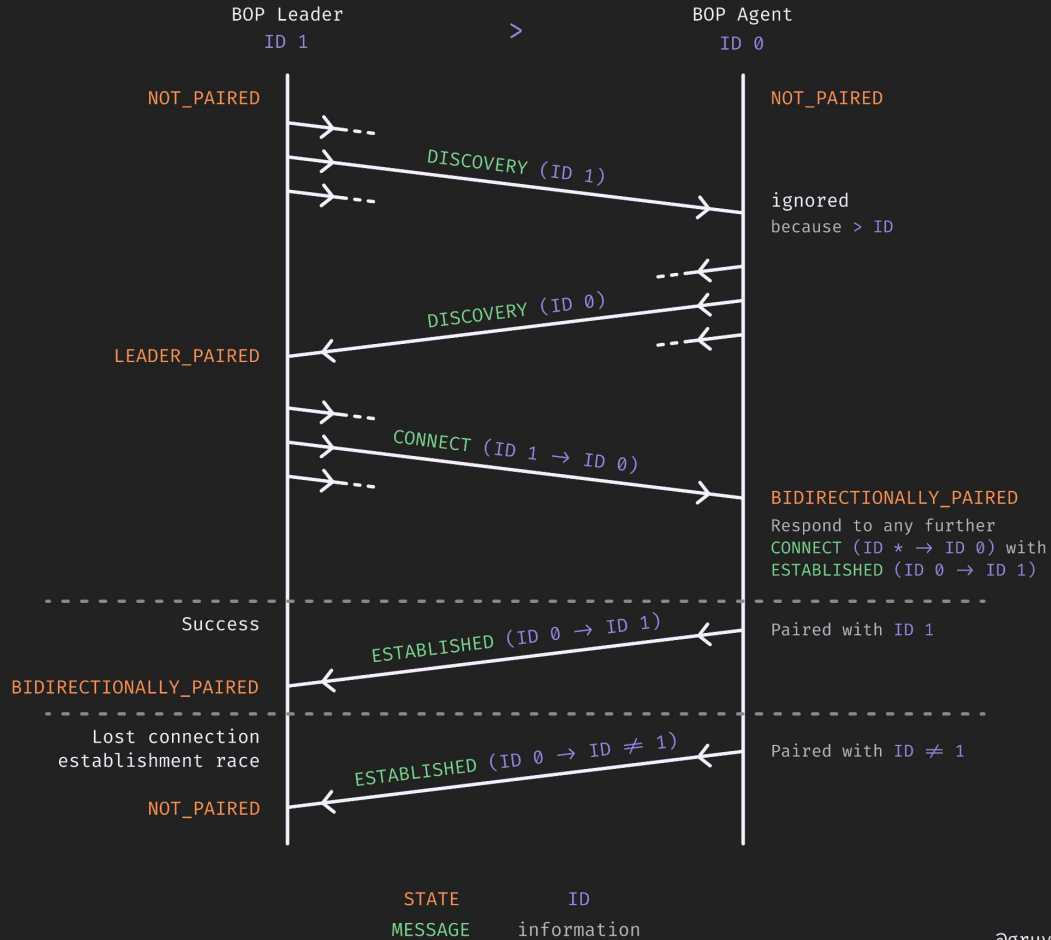 BOP Leader
ID 1
>
BOP Agent
ID 0
NOT_PAIRED
NOT_PAIRED
DISCOVERY (ID 1)
ignored
because > ID
DISCOVERY (ID 0)
LEADER_PAIRED
CONNECT (ID 1 → ID 0)
BIDIRECTIONALLY_PAIRED
Respond to any further
CONNECT (ID * → ID 0) with
ESTABLISHED (ID 0 → ID 1)
Success
ESTABLISHED (ID 0 → ID 1)
Paired with ID 1
BIDIRECTIONALLY_PAIRED
Lost connection
establishment race
ESTABLISHED (ID 0 → ID ≠ 1)
Paired with ID ≠ 1
NOT_PAIRED
STATE
ID
MESSAGE
information